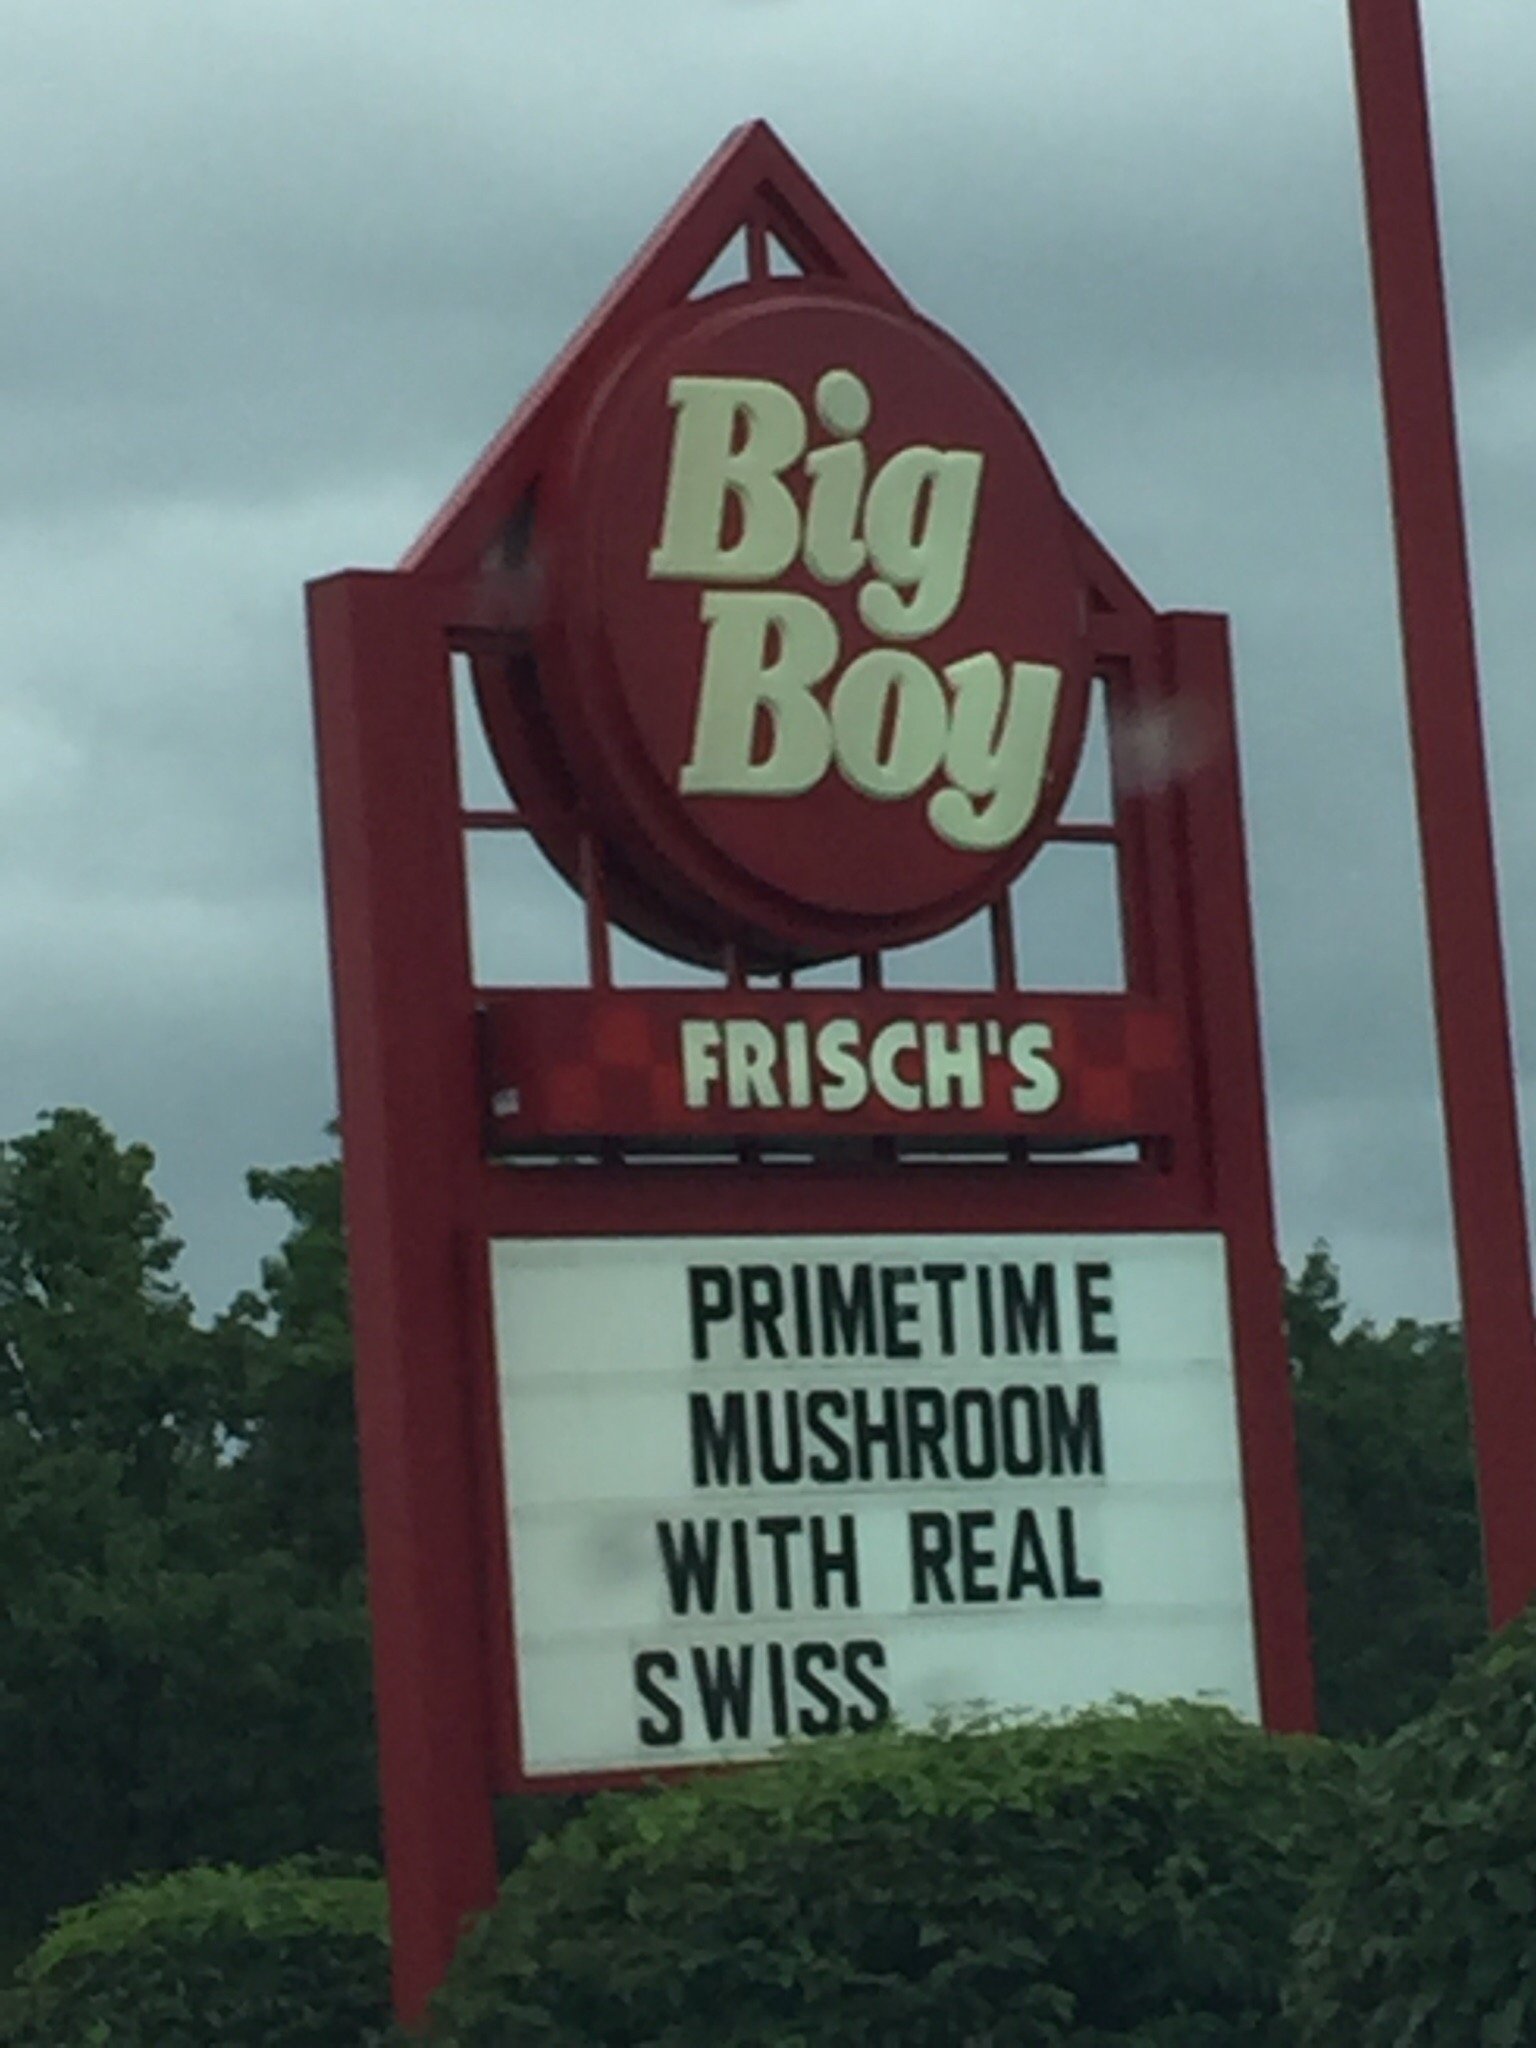 Big
Boy
FRISCH'S
PRIMETIME
MUSHROOM
WITH REAL
SWISS